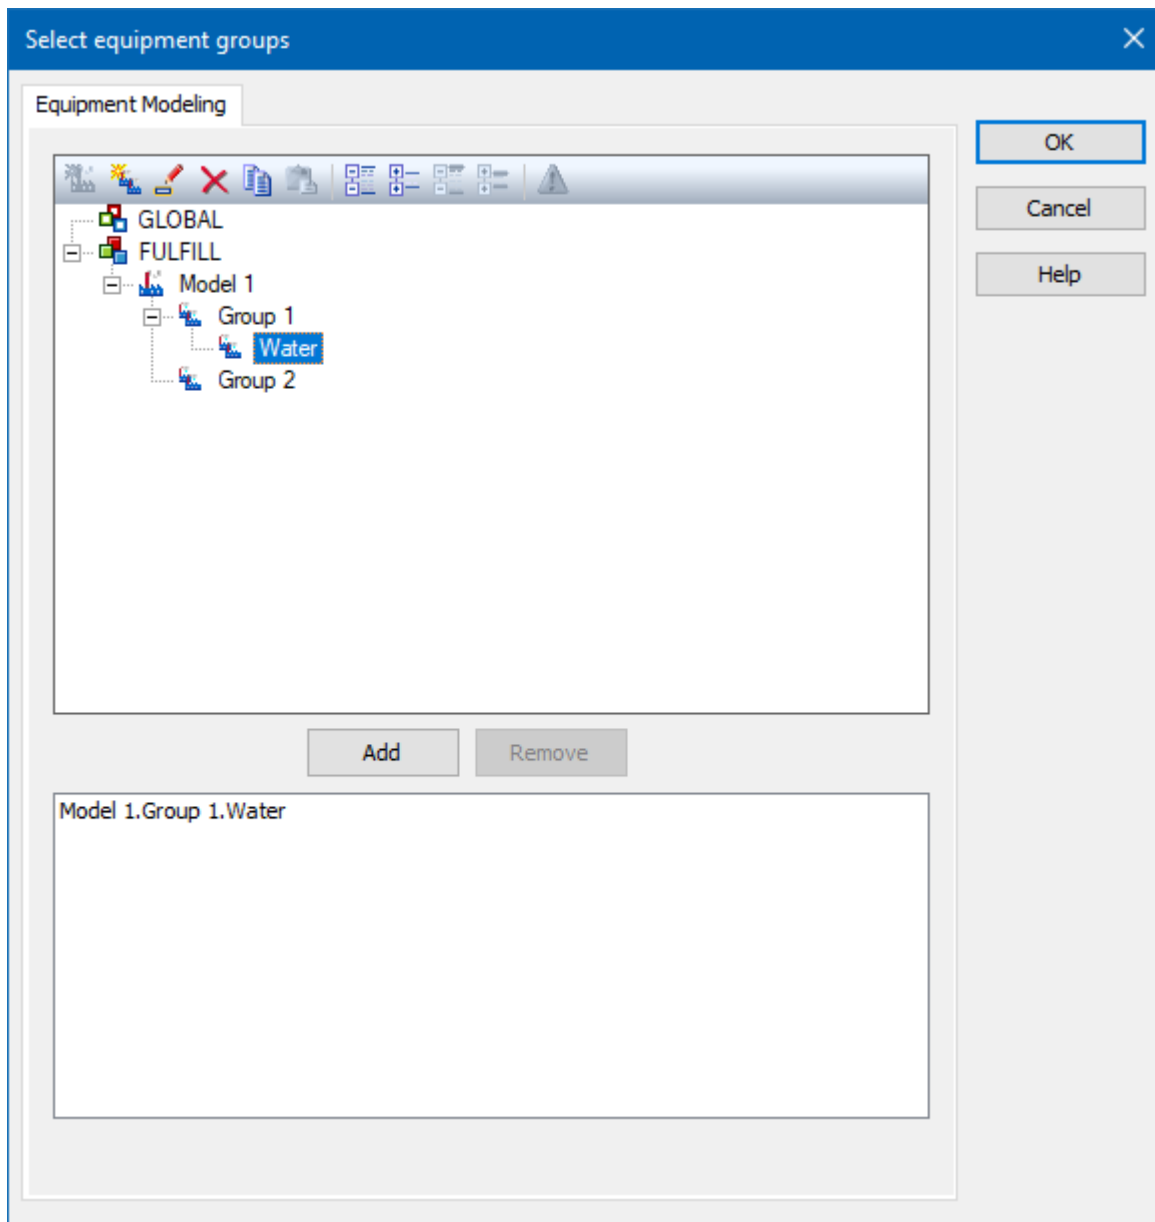 Select equipment groups
Equipment Modeling
OK
Cancel
Help
GLOBAL
FULFILL
Model 1
Group 1
Water
Group 2
Add
Remove
Model 1.Group 1.Water